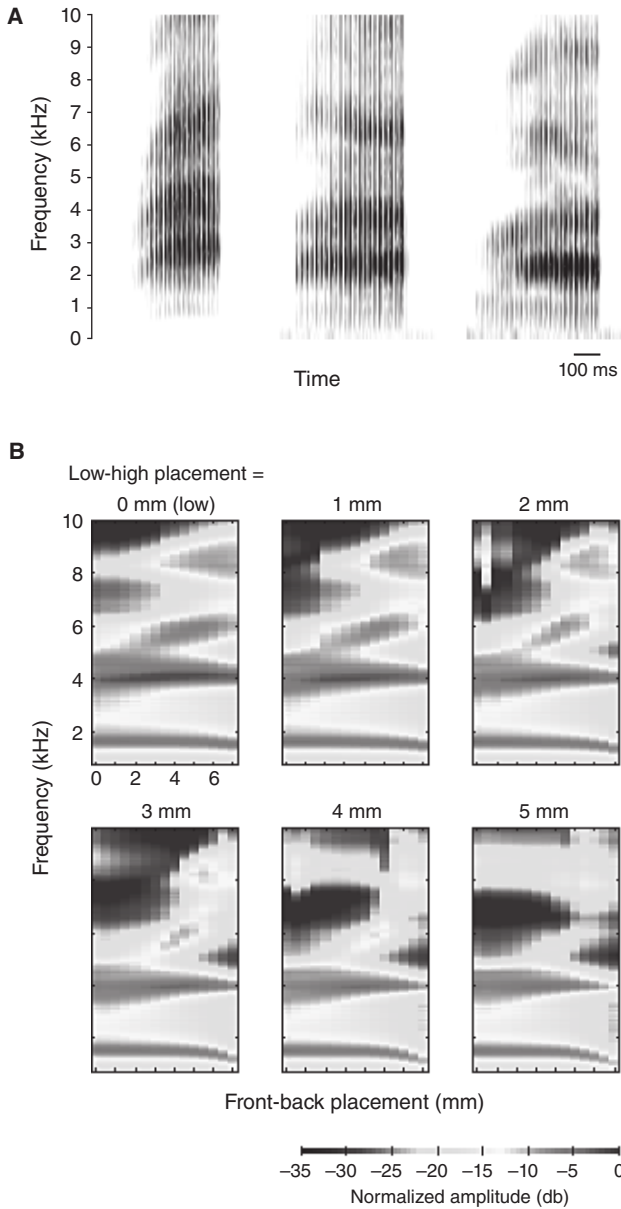 A
10
9
8
7
6
5
4
3
2
1
0
Frequency (kHz)
Time
100 ms
B
Low-high placement =
0 mm (low) 1 mm 2 mm
10
8
6
4
2
0 2 4 6
Frequency (kHz)
3 mm 4 mm 5 mm
Front-back placement (mm)
–35 –30 –25 –20 –15 –10 –5 0
Normalized amplitude (db)